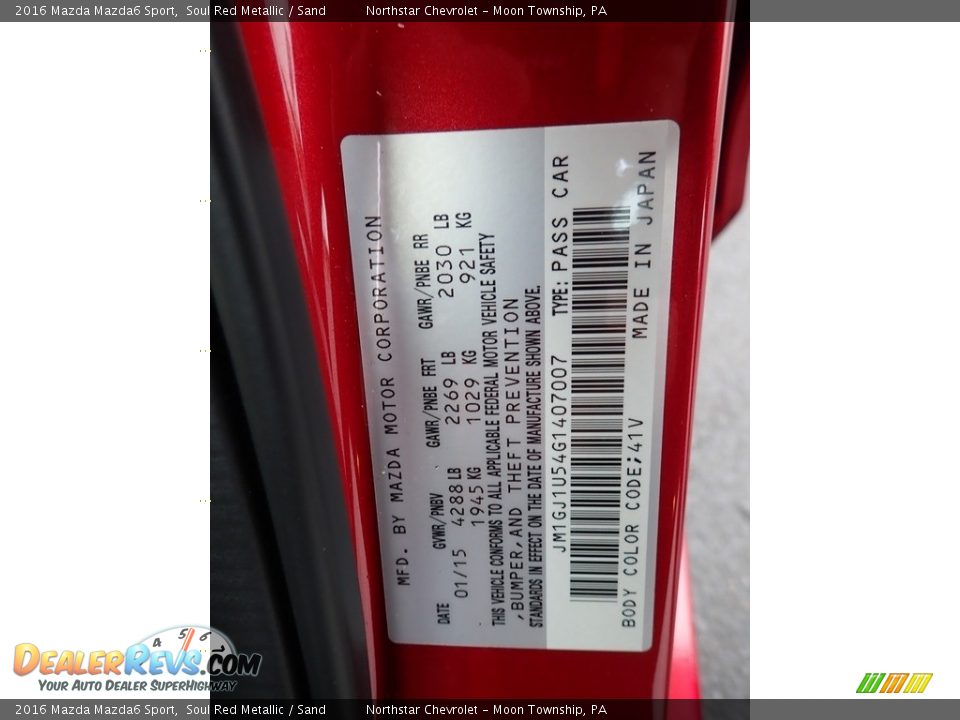 2016 Mazda Mazda6 Sport, Soul Red Metallic / Sand Northstar Chevrolet - Moon Township, PA
MFD. BY MAZDA MOTOR CORPORATION
DATE GVWR/PNBV GAWR/PNBE FRT GAWR/PNBE RR
01/15 4288 LB 2269 LB 2030 LB
1945 KG 1029 KG 921 KG
THIS VEHICLE CONFORMS TO ALL APPLICABLE FEDERAL MOTOR VEHICLE SAFETY
,BUMPER,AND THEFT PREVENTION
STANDARDS IN EFFECT ON THE DATE OF MANUFACTURE SHOWN ABOVE.
JM1GJ1U54G1407007 TYPE: PASS CAR
BODY COLOR CODE:41V MADE IN JAPAN
4 5 6
DEALERREVS.COM
YOUR AUTO DEALER SUPERHIGHWAY
2016 Mazda Mazda6 Sport, Soul Red Metallic / Sand Northstar Chevrolet - Moon Township, PA